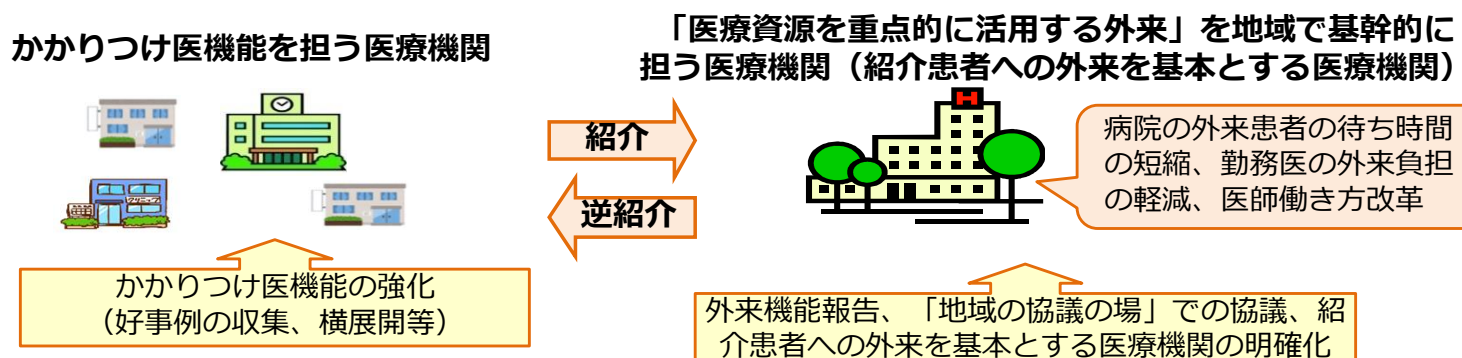 かかりつけ医機能を担う医療機関
「医療資源を重点的に活用する外来」を地域で基幹的に
担う医療機関（紹介患者への外来を基本とする医療機関）
紹介
逆紹介
H
病院の外来患者の待ち時間
の短縮、勤務医の外来負担
の軽減、医師働き方改革
かかりつけ医機能の強化
（好事例の収集、横展開等）
外来機能報告、「地域の協議の場」での協議、紹
介患者への外来を基本とする医療機関の明確化